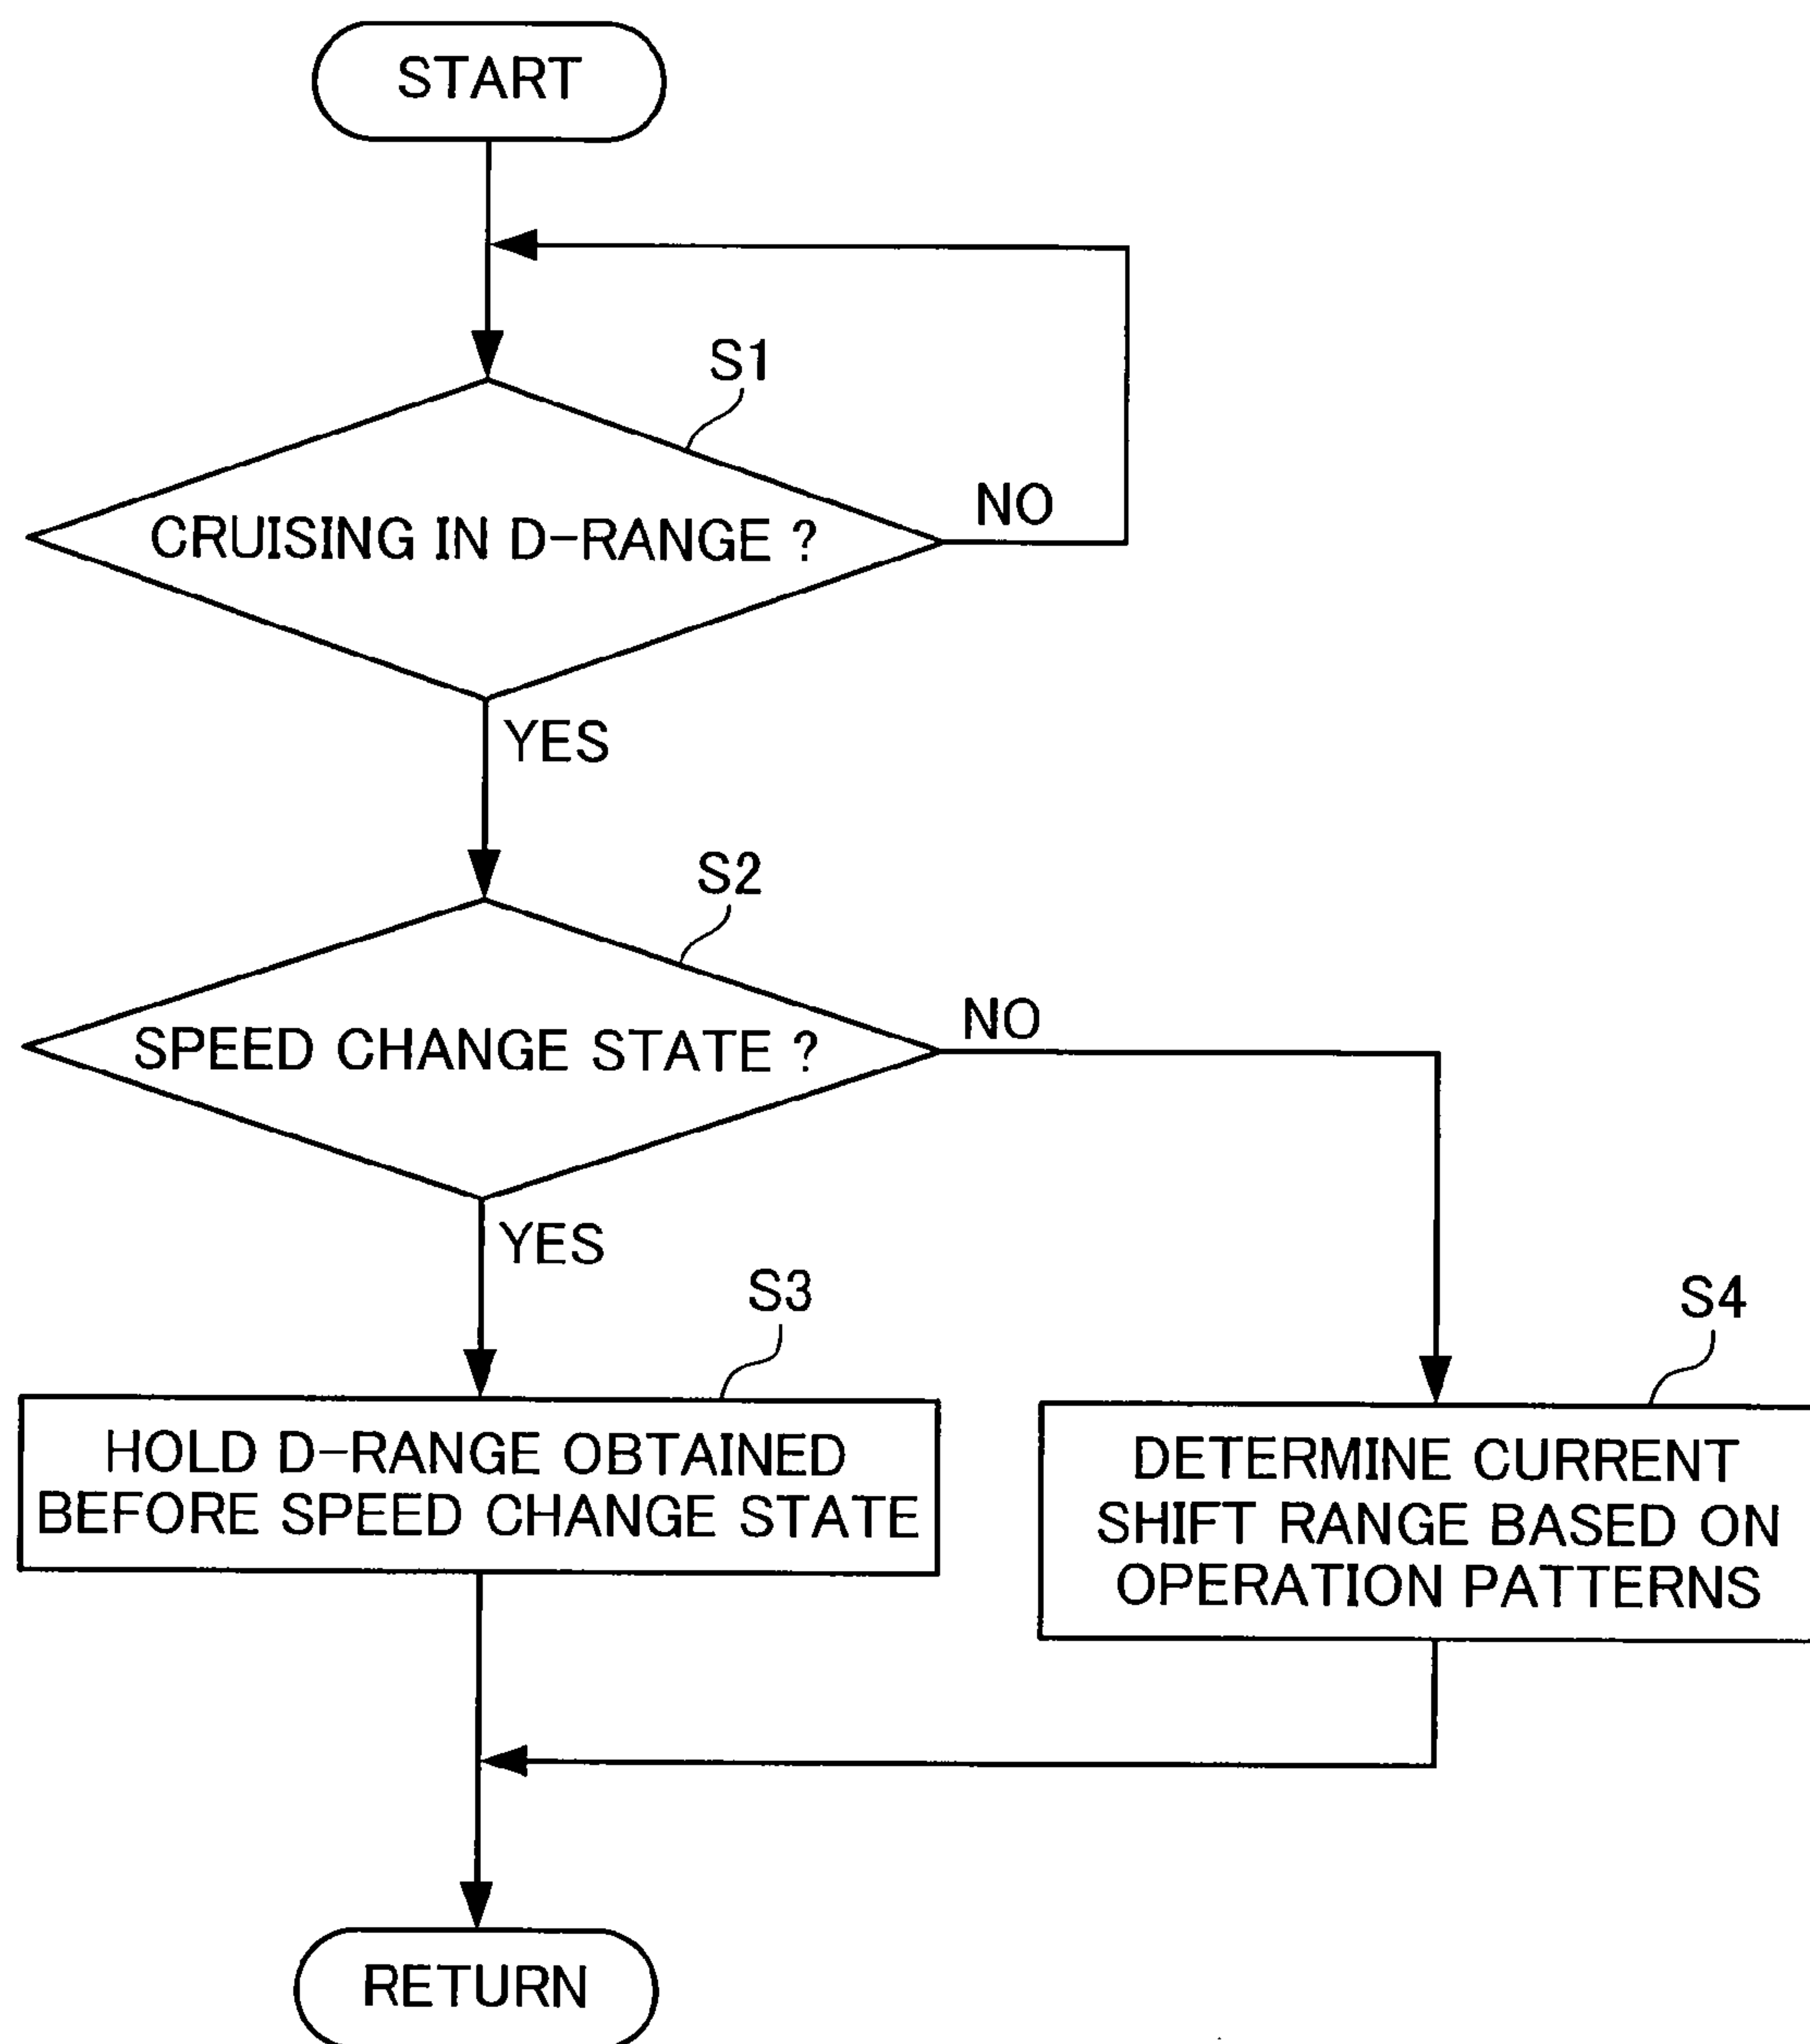 START
S1
CRUISING IN D-RANGE ?
NO
YES
S2
SPEED CHANGE STATE ?
NO
YES
S3
HOLD D-RANGE OBTAINED
BEFORE SPEED CHANGE STATE
S4
DETERMINE CURRENT
SHIFT RANGE BASED ON
OPERATION PATTERNS
RETURN